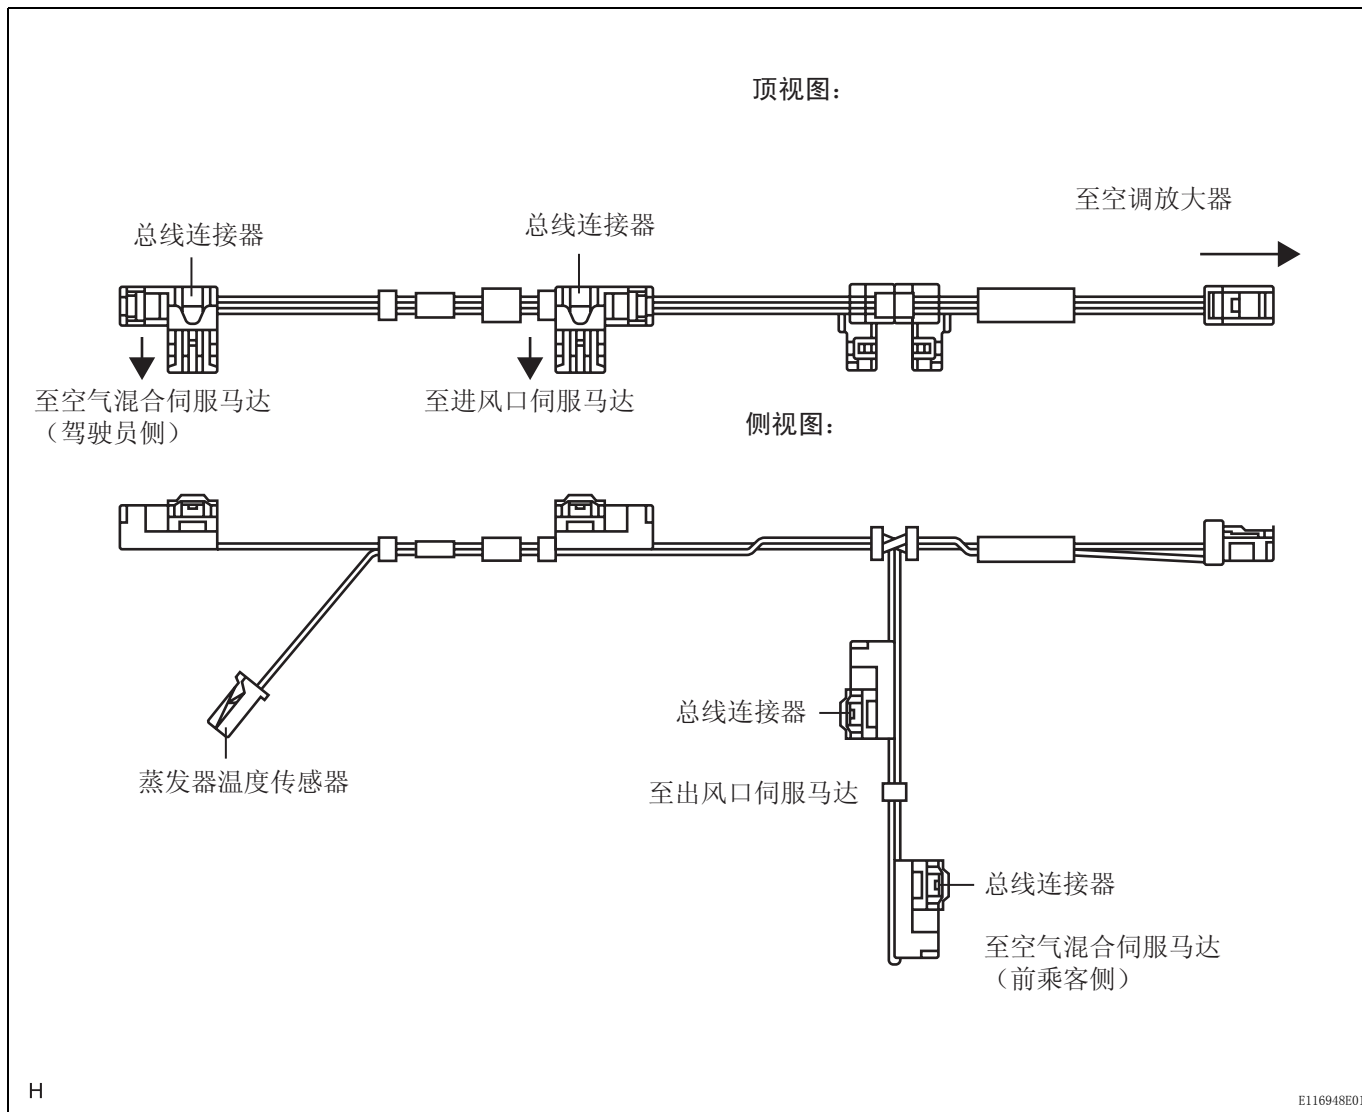 顶视图：
至空调放大器
总线连接器
总线连接器
至空气混合伺服马达
（驾驶员侧）
至进风口伺服马达
侧视图：
总线连接器
蒸发器温度传感器
至出风口伺服马达
总线连接器
至空气混合伺服马达
（前乘客侧）
H
E116948E01